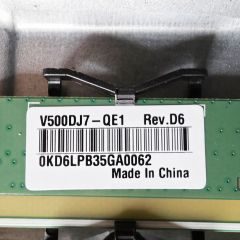 V500DJ7-QE1 Rev.D6
0KD6LPB35GA0062
Made In China